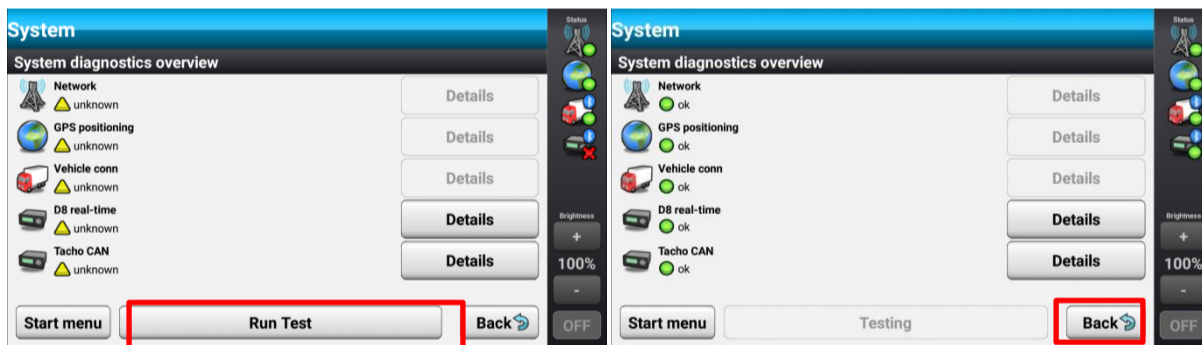 System
Status
System diagnostics overview
Network
unknown
Details
GPS positioning
unknown
Details
Vehicle conn
unknown
Details
D8 real-time
unknown
Details
Tacho CAN
unknown
Details
Brightness
+
100%
-
Start menu
Run Test
Back
OFF
System
Status
System diagnostics overview
Network
ok
Details
GPS positioning
ok
Details
Vehicle conn
ok
Details
D8 real-time
ok
Details
Tacho CAN
ok
Details
Brightness
+
100%
-
Start menu
Testing
Back
OFF